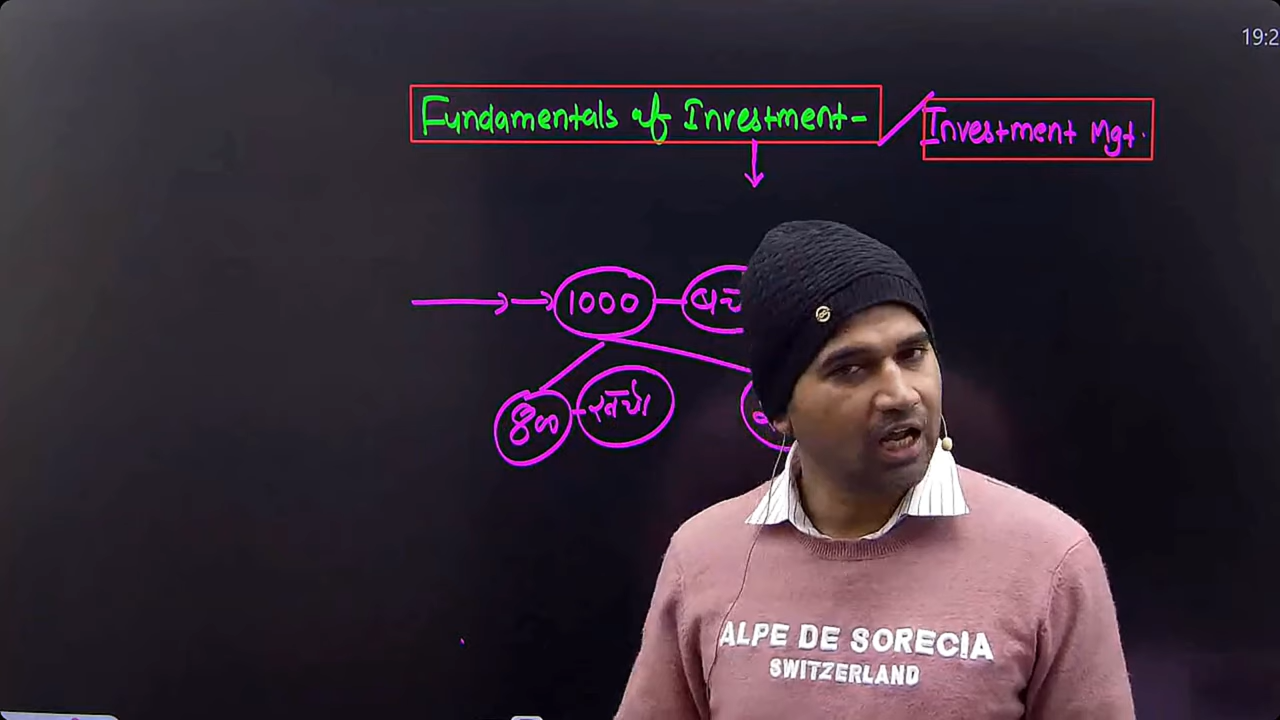 19:2
Fundamentals of Investment-
Investment Mgt.
1000
800 खर्चा
ALPE DE SORECIA
SWITZERLAND